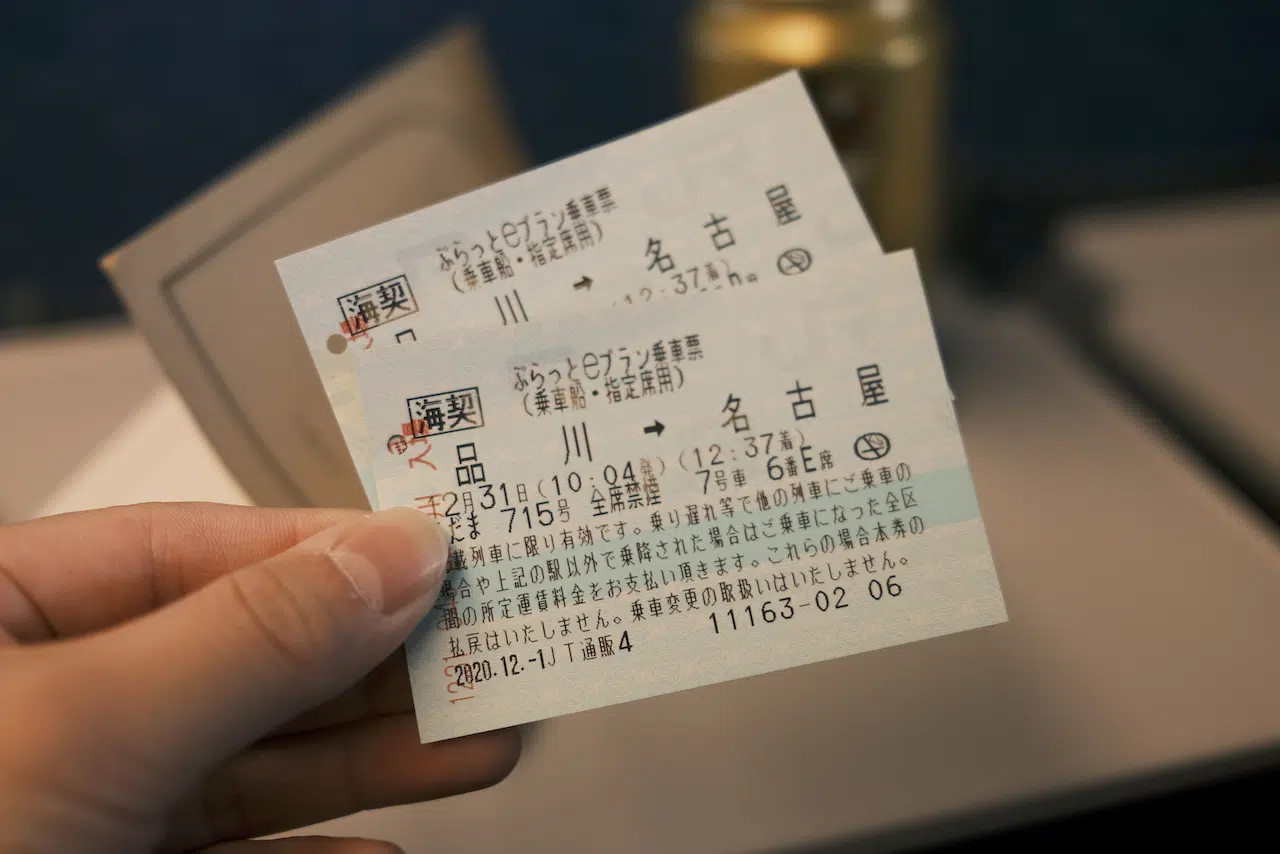 ぷらっとeプラン乗車票
(乗車船・指定席用)
海契
川 → 名古屋
12:37着)
ぷらっとeプラン乗車票
(乗車船・指定席用)
海契
品川 → 名古屋
12月31日(10:04発)(12:37着)
だま 715号 全席禁煙 7号車 6番E席
載列車に限り有効です。乗り遅れ等で他の列車にご乗車の
場合や上記の駅以外で乗降された場合はご乗車になった全区
間の所定運賃料金をお支払い頂きます。これらの場合本券の
払戻はいたしません。乗車変更の取扱いはいたしません。
2020.12.-1JT通販4 11163-02 06